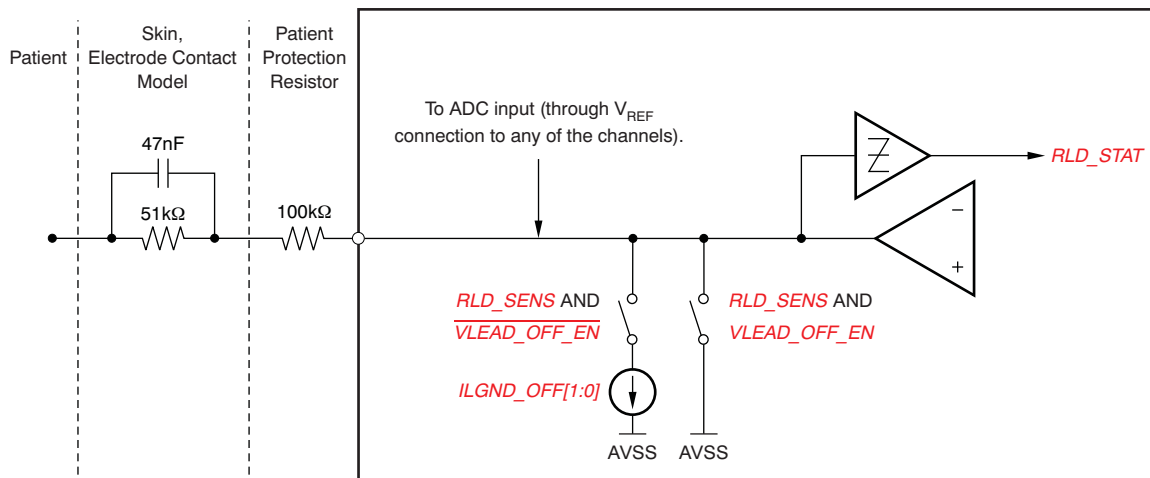 Patient
Skin,
Electrode Contact
Model
Patient
Protection
Resistor
47nF
51kΩ
100kΩ
To ADC input (through VREF
connection to any of the channels).
RLD_STAT
−
+
RLD_SENS AND
VLEAD_OFF_EN
RLD_SENS AND
VLEAD_OFF_EN
ILGND_OFF[1:0]
AVSS
AVSS